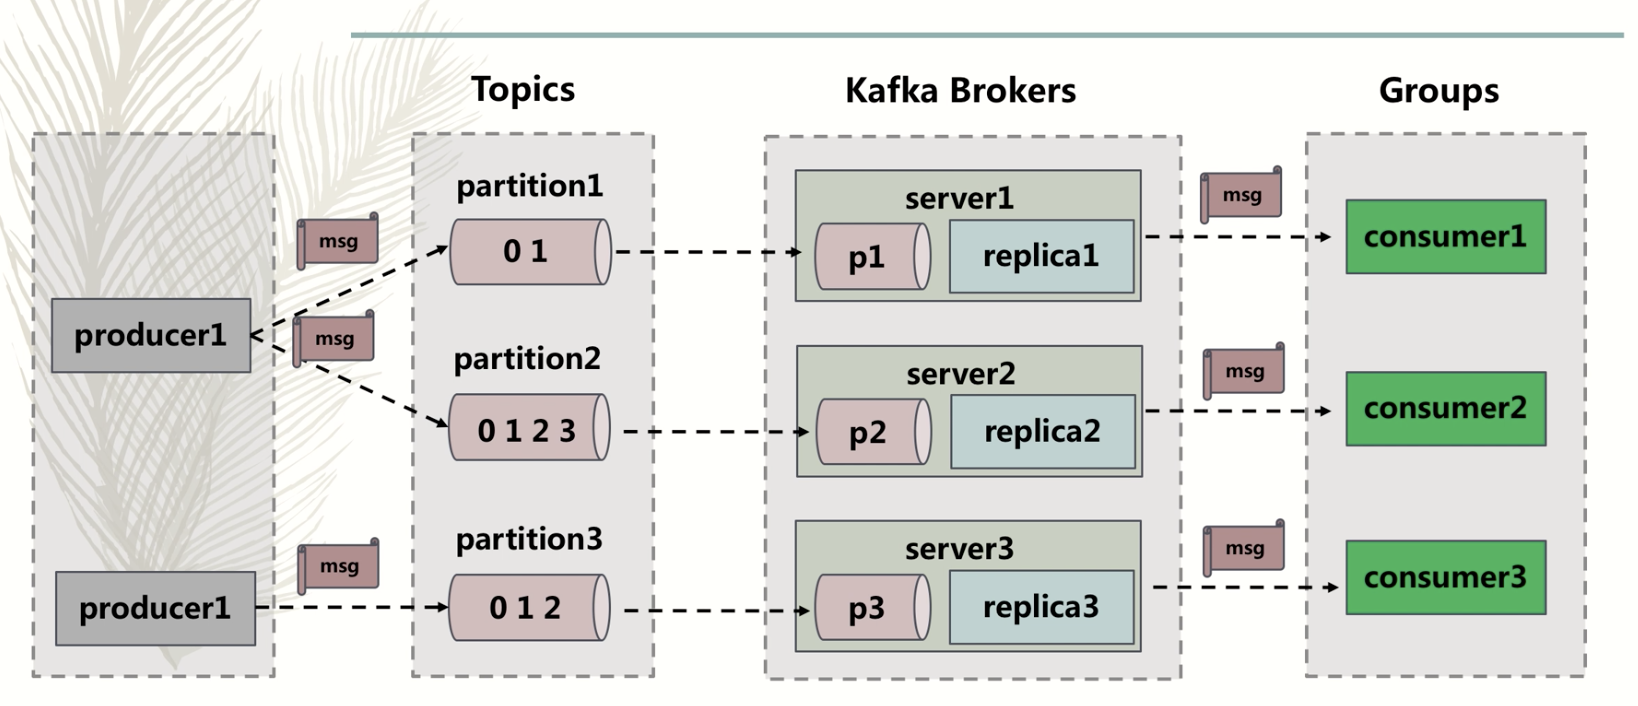 Topics
Kafka Brokers
Groups
producer1
producer1
msg
msg
msg
partition1
0 1
partition2
0 1 2 3
partition3
0 1 2
server1
p1
replica1
server2
p2
replica2
server3
p3
replica3
msg
msg
msg
consumer1
consumer2
consumer3